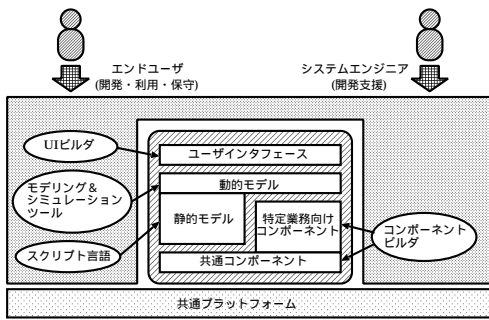 エンドユーザ
(開発・利用・保守)
システムエンジニア
(開発支援)
UIビルダ
ユーザインタフェース
モデリング＆
シミュレーション
ツール
動的モデル
静的モデル
特定業務向け
コンポーネント
コンポーネント
ビルダ
スクリプト言語
共通コンポーネント
共通プラットフォーム